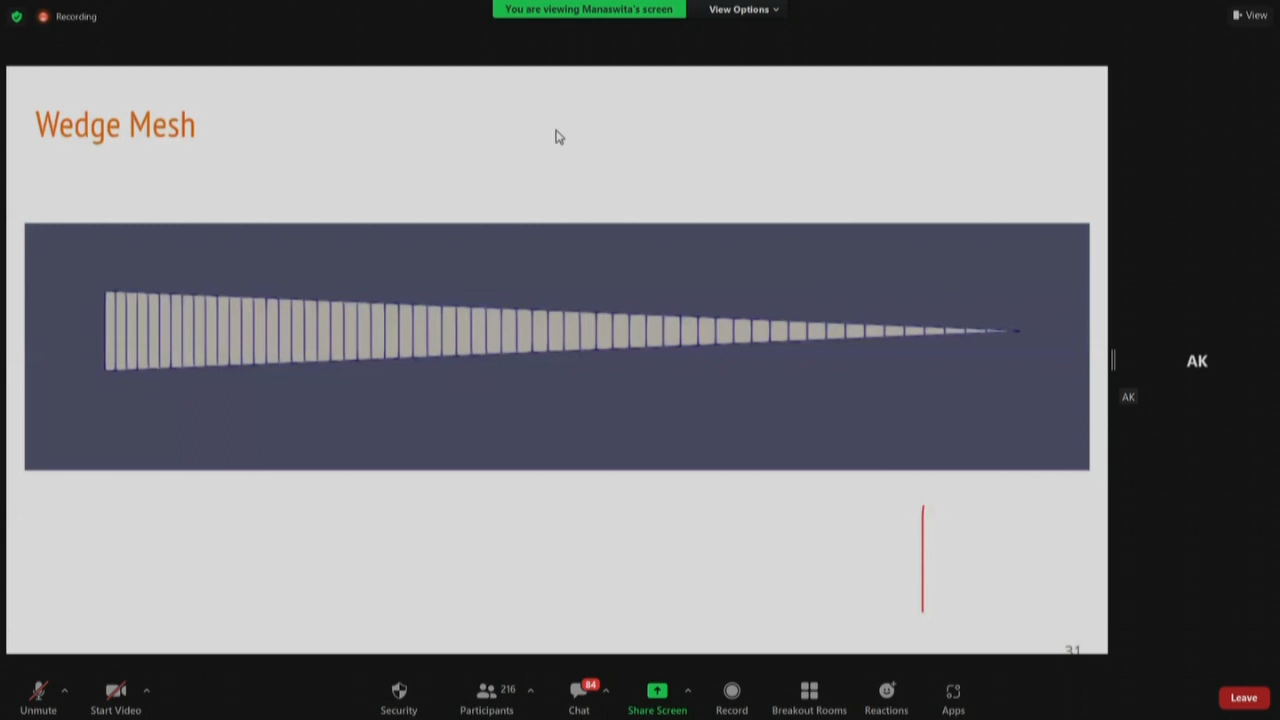 Recording
You are viewing Manaswita's screen
View Options
View
Wedge Mesh
AK
AK
31
Unmute
Start Video
Security
Participants
216
Chat
84
Share Screen
Record
Breakout Rooms
Reactions
Apps
Leave